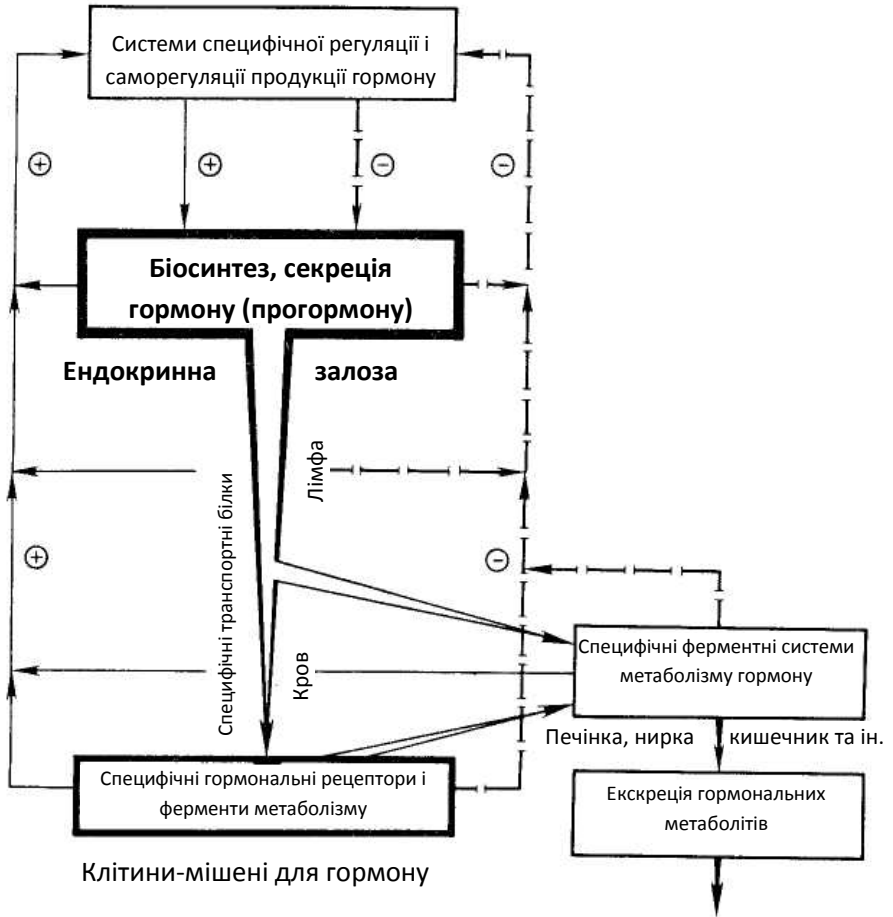 Системи специфічної регуляції і
саморегуляції продукції гормону
+
+
−
−
Біосинтез, секреція
гормону (прогормону)
Ендокринна залоза
Специфічні транспортні білки
Лімфа
Кров
+
−
Специфічні ферментні системи
метаболізму гормону
Печінка, нирка кишечник та ін.
Специфічні гормональні рецептори і
ферменти метаболізму
Екскреція гормональних
метаболітів
Клітини-мішені для гормону